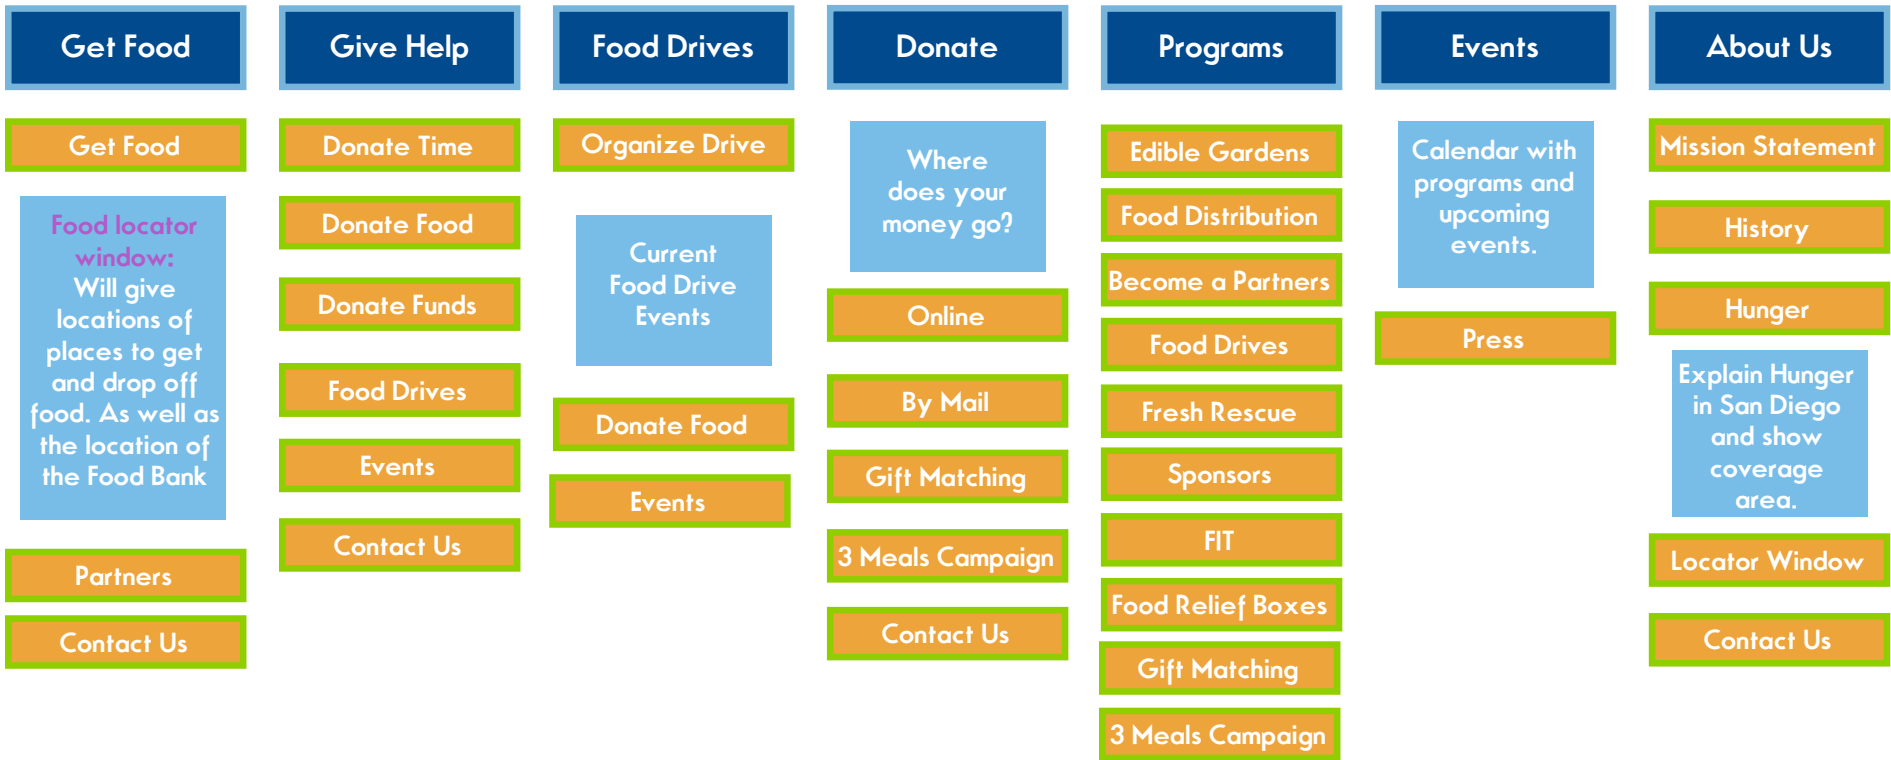 Get Food
Get Food
Food locator
window:
Will give
locations of
places to get
and drop off
food. As well as
the location of
the Food Bank
Partners
Contact Us
Give Help
Donate Time
Donate Food
Donate Funds
Food Drives
Events
Contact Us
Food Drives
Organize Drive
Current
Food Drive
Events
Donate Food
Events
Donate
Where
does your
money go?
Online
By Mail
Gift Matching
3 Meals Campaign
Contact Us
Programs
Edible Gardens
Food Distribution
Become a Partners
Food Drives
Fresh Rescue
Sponsors
FIT
Food Relief Boxes
Gift Matching
3 Meals Campaign
Events
Calendar with
programs and
upcoming
events.
Press
About Us
Mission Statement
History
Hunger
Explain Hunger
in San Diego
and show
coverage
area.
Locator Window
Contact Us